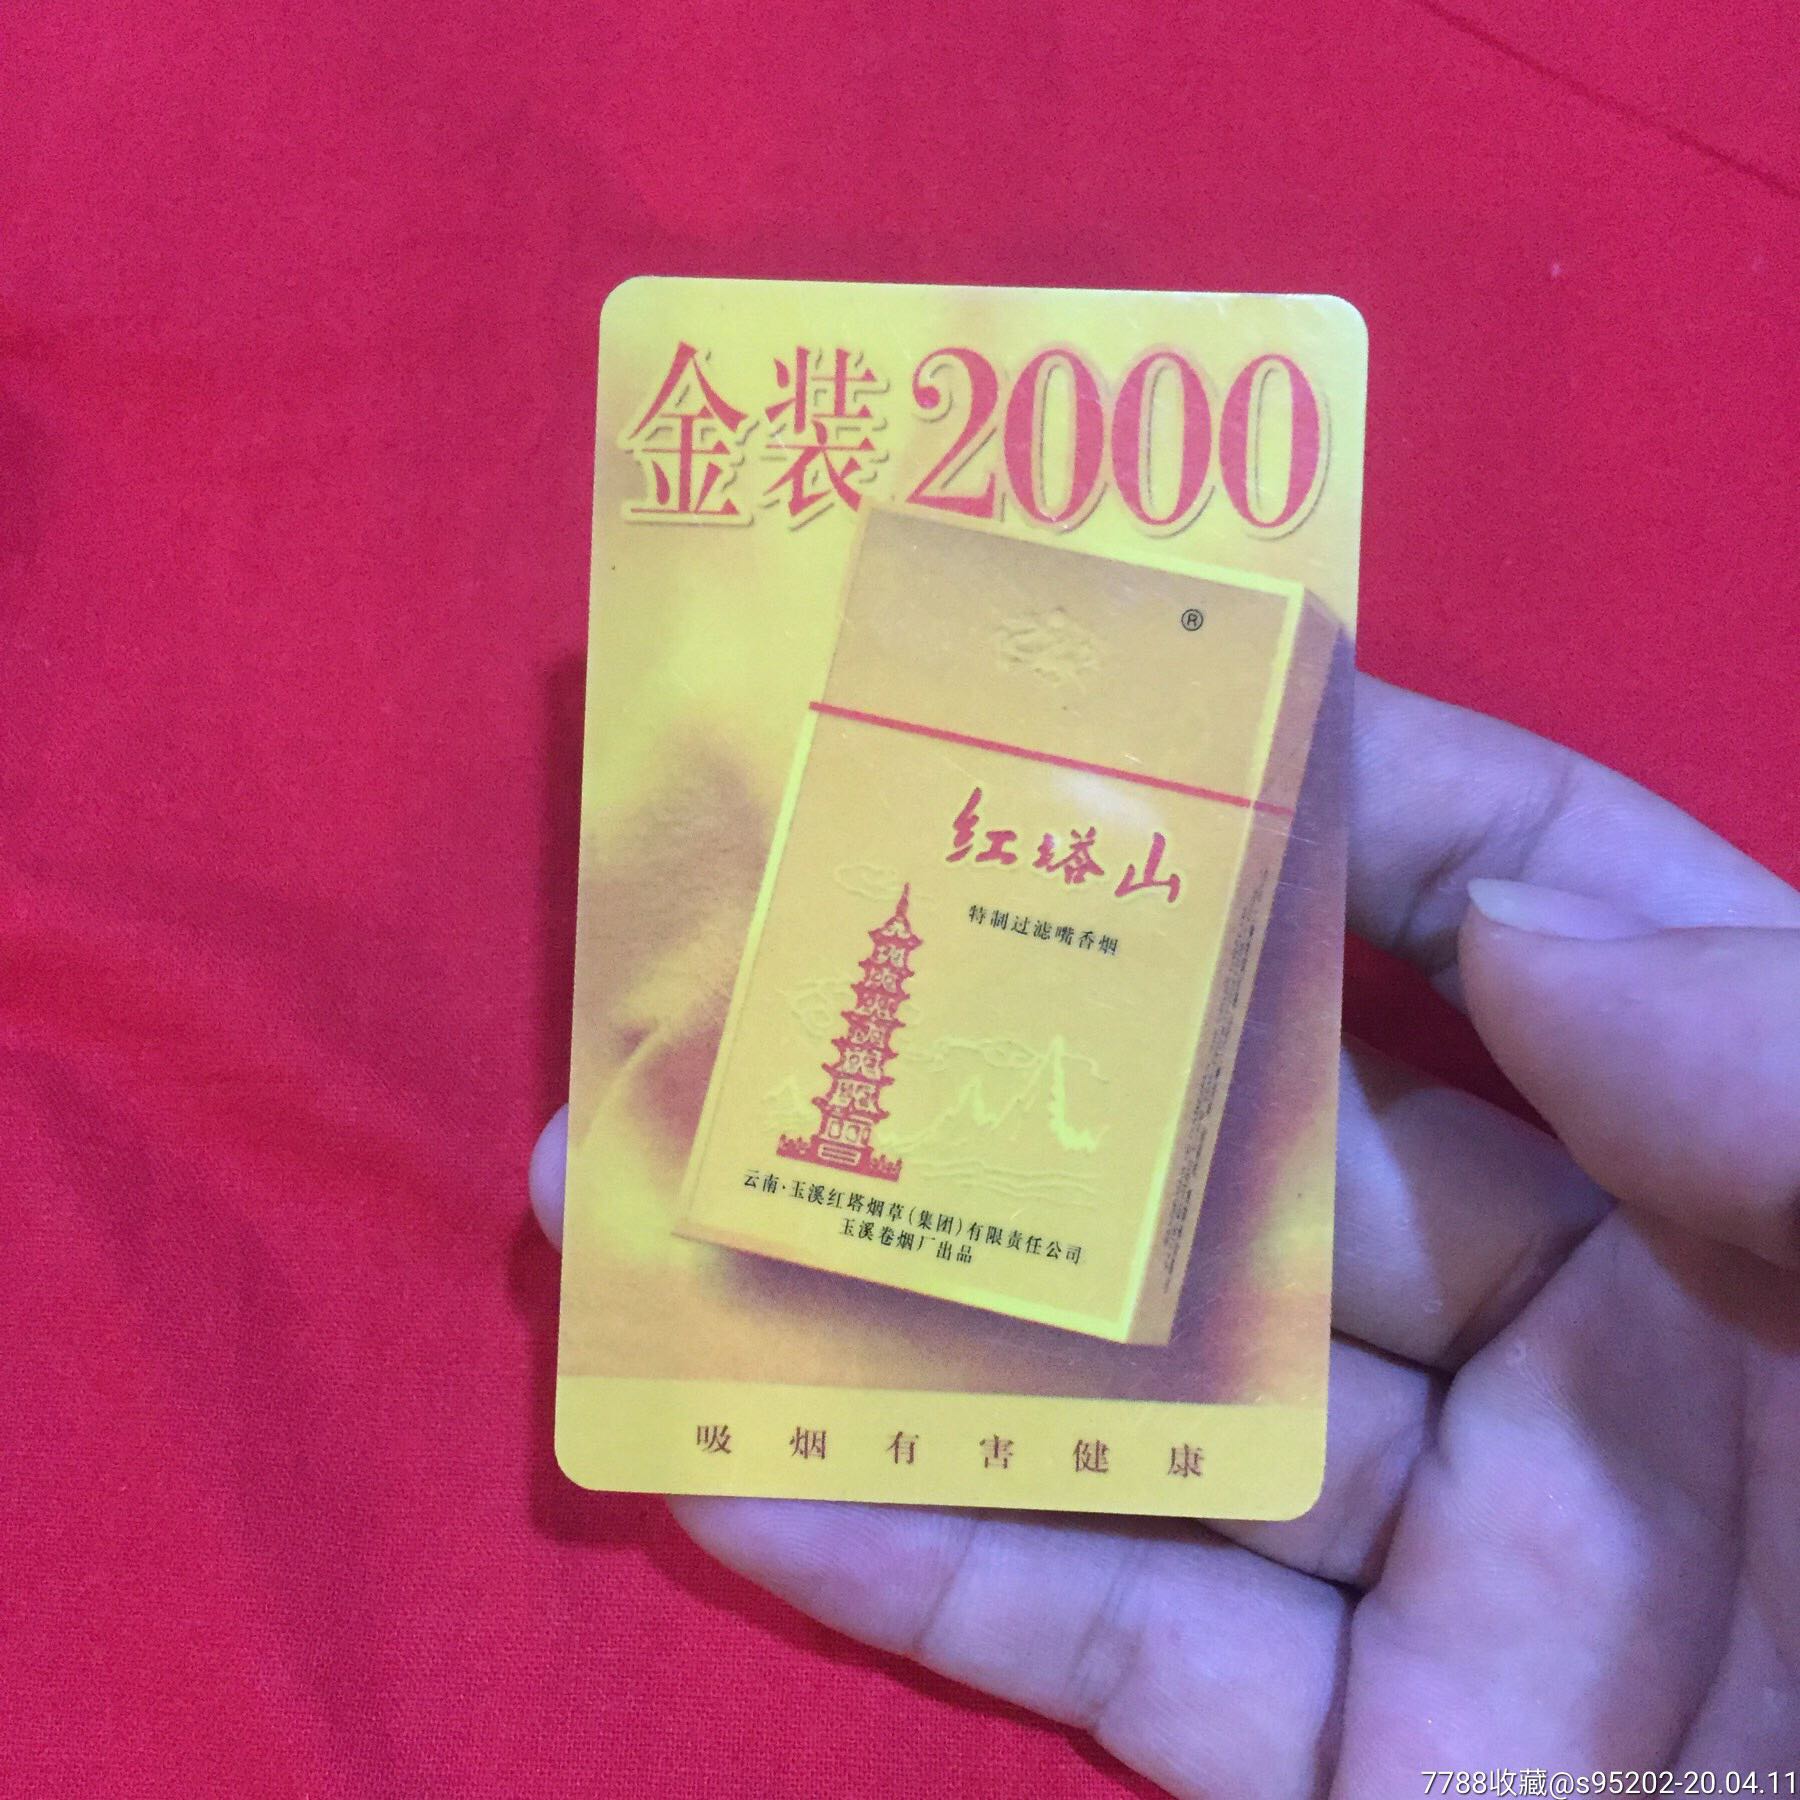 金装2000
®
红塔山
特制过滤嘴香烟
云南·玉溪红塔烟草(集团)有限责任公司
玉溪卷烟厂出品
吸烟有害健康
7788收藏@s95202-20.04.11